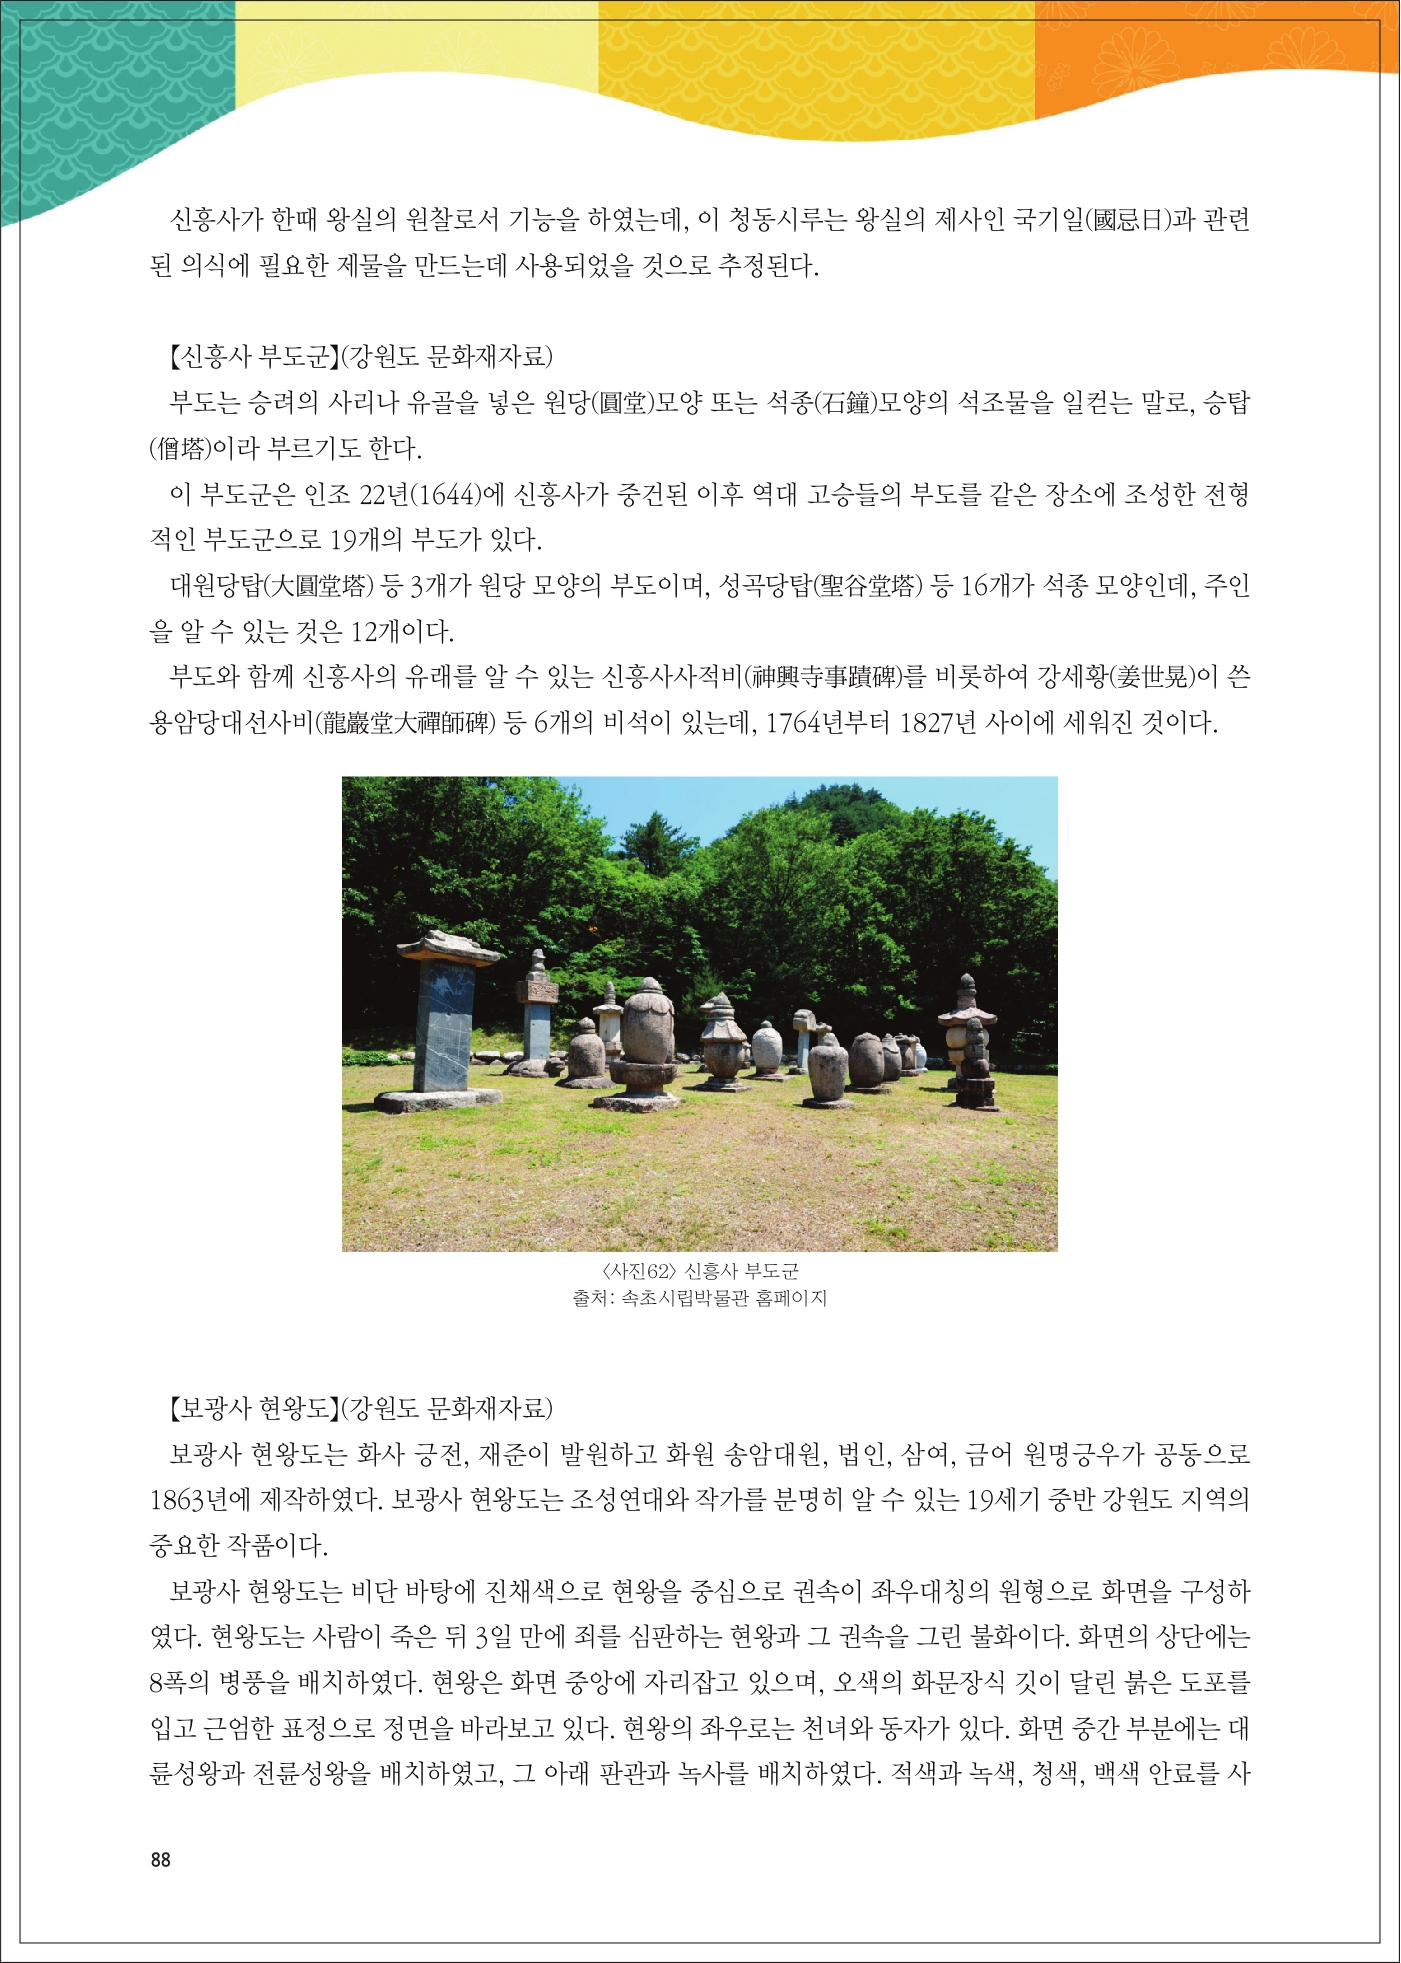 신흥사가 한때 왕실의 원찰로서 기능을 하였는데, 이 청동시루는 왕실의 제사인 국기일(國忌日)과 관련
된 의식에 필요한 제물을 만드는데 사용되었을 것으로 추정된다.
【신흥사 부도군】(강원도 문화재자료)
부도는 승려의 사리나 유골을 넣은 원당(圓堂)모양 또는 석종(石鐘)모양의 석조물을 일컫는 말로, 승탑
(僧塔)이라 부르기도 한다.
이 부도군은 인조 22년(1644)에 신흥사가 중건된 이후 역대 고승들의 부도를 같은 장소에 조성한 전형
적인 부도군으로 19개의 부도가 있다.
대원당탑(大圓堂塔) 등 3개가 원당 모양의 부도이며, 성곡당탑(聖谷堂塔) 등 16개가 석종 모양인데, 주인
을 알 수 있는 것은 12개이다.
부도와 함께 신흥사의 유래를 알 수 있는 신흥사사적비(神興寺事蹟碑)를 비롯하여 강세황(姜世晃)이 쓴
용암당대선사비(龍巖堂大禪師碑) 등 6개의 비석이 있는데, 1764년부터 1827년 사이에 세워진 것이다.
〈사진62〉 신흥사 부도군
출처: 속초시립박물관 홈페이지
【보광사 현왕도】(강원도 문화재자료)
보광사 현왕도는 화사 긍전, 재준이 발원하고 화원 송암대원, 법인, 삼여, 금어 원명긍우가 공동으로
1863년에 제작하였다. 보광사 현왕도는 조성연대와 작가를 분명히 알 수 있는 19세기 중반 강원도 지역의
중요한 작품이다.
보광사 현왕도는 비단 바탕에 진채색으로 현왕을 중심으로 권속이 좌우대칭의 원형으로 화면을 구성하
였다. 현왕도는 사람이 죽은 뒤 3일 만에 죄를 심판하는 현왕과 그 권속을 그린 불화이다. 화면의 상단에는
8폭의 병풍을 배치하였다. 현왕은 화면 중앙에 자리잡고 있으며, 오색의 화문장식 깃이 달린 붉은 도포를
입고 근엄한 표정으로 정면을 바라보고 있다. 현왕의 좌우로는 천녀와 동자가 있다. 화면 중간 부분에는 대
륜성왕과 전륜성왕을 배치하였고, 그 아래 판관과 녹사를 배치하였다. 적색과 녹색, 청색, 백색 안료를 사
88